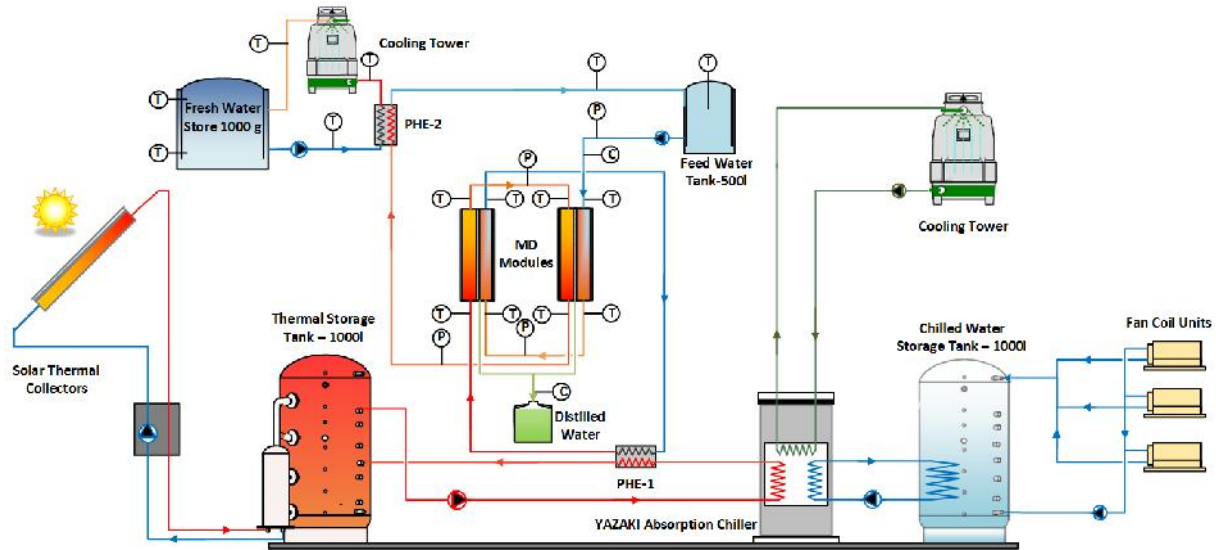 Cooling Tower
T
T
T
T
T
T
T
Fresh Water
Store 1000 g
PHE-2
P
C
Feed Water
Tank-500l
P
T
T
T
T
MD
Modules
Cooling Tower
T
T
T
T
P
P
Thermal Storage
Tank – 1000l
Chilled Water
Storage Tank – 1000l
Fan Coil Units
Solar Thermal
Collectors
C
Distilled
Water
PHE-1
YAZAKI Absorption Chiller